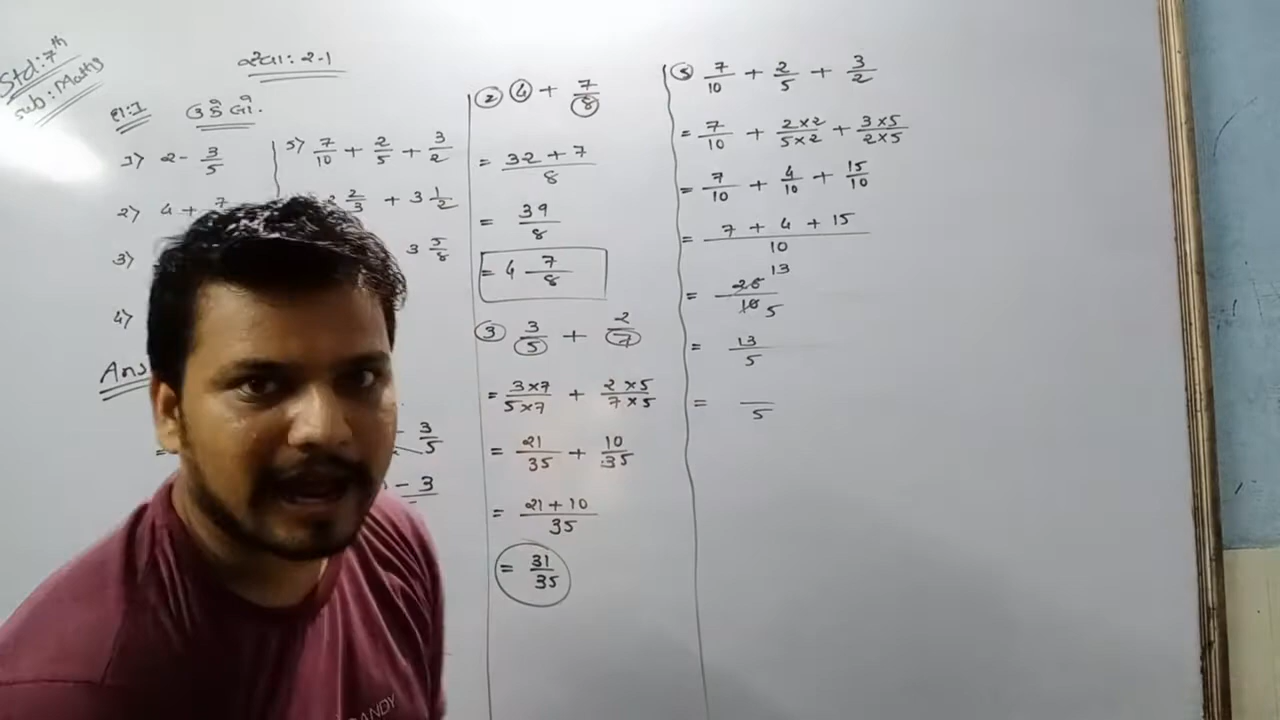 Std: 7th
Sub: Maths
સ્વા: 2.1
દા:1 ઉકેલો.
1) 2 - 3/5
2) 4 + 7
3)
4)
5) 7/10 + 2/5 + 3/2
2/3 + 3 1/2
3 5/8
Ans
- 3/5
- 3
② ④ + 7/⑧
= 32 + 7/8
= 39/8
= 4 7/8
③ 3/⑤ + 2/⑦
= 3×7/5×7 + 2×5/7×5
= 21/35 + 10/35
= 21 + 10/35
= 31/35
⑤ 7/10 + 2/5 + 3/2
= 7/10 + 2×2/5×2 + 3×5/2×5
= 7/10 + 4/10 + 15/10
= 7 + 4 + 15/10
= 26 13/10 5
= 13/5
= /5
ANDY